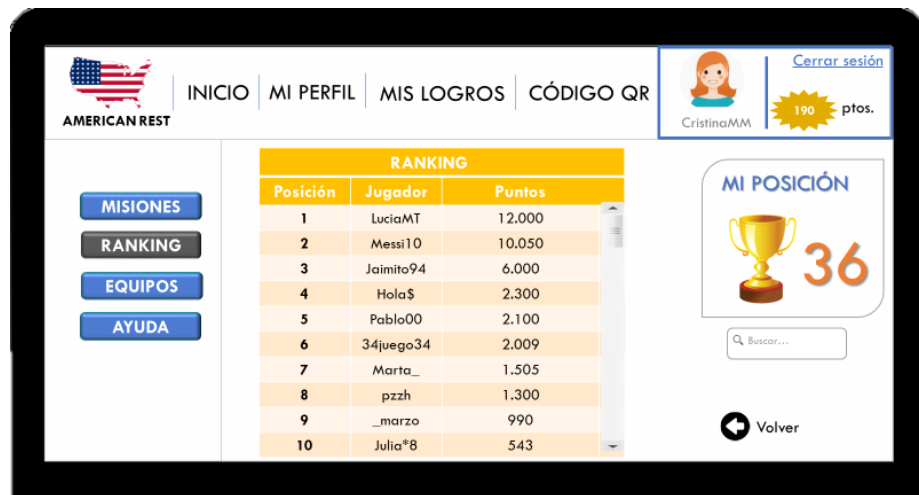 AMERICAN REST
INICIO
MI PERFIL
MIS LOGROS
CÓDIGO QR
CristinaMM
Cerrar sesión
190 ptos.
MISIONES
RANKING
EQUIPOS
AYUDA
RANKING
Posición Jugador Puntos
1 LuciaMT 12.000
2 Messi10 10.050
3 Jaimito94 6.000
4 Hola$ 2.300
5 Pablo00 2.100
6 34juego34 2.009
7 Marta_ 1.505
8 pzzh 1.300
9 _marzo 990
10 Julia*8 543
MI POSICIÓN
36
Buscar...
Volver